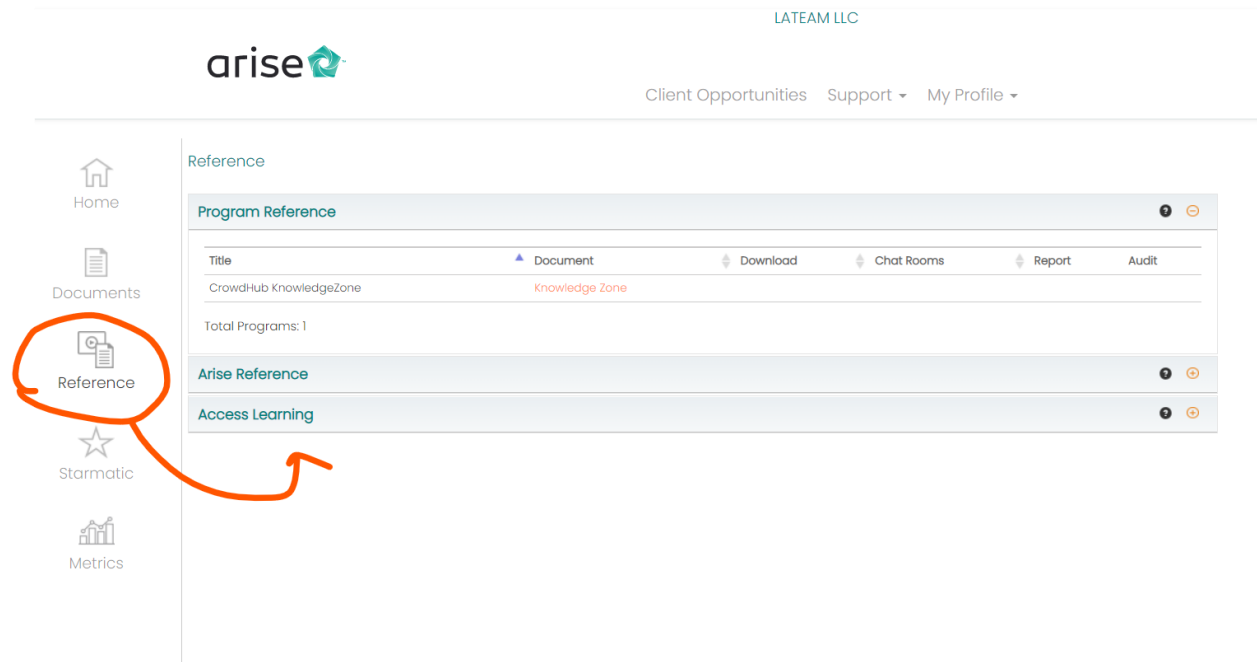 LATEAM LLC
arise
Client Opportunities Support My Profile
Home
Documents
Reference
Starmatic
Metrics
Reference
Program Reference
Title Document Download Chat Rooms Report Audit
CrowdHub KnowledgeZone Knowledge Zone
Total Programs: 1
Arise Reference
Access Learning